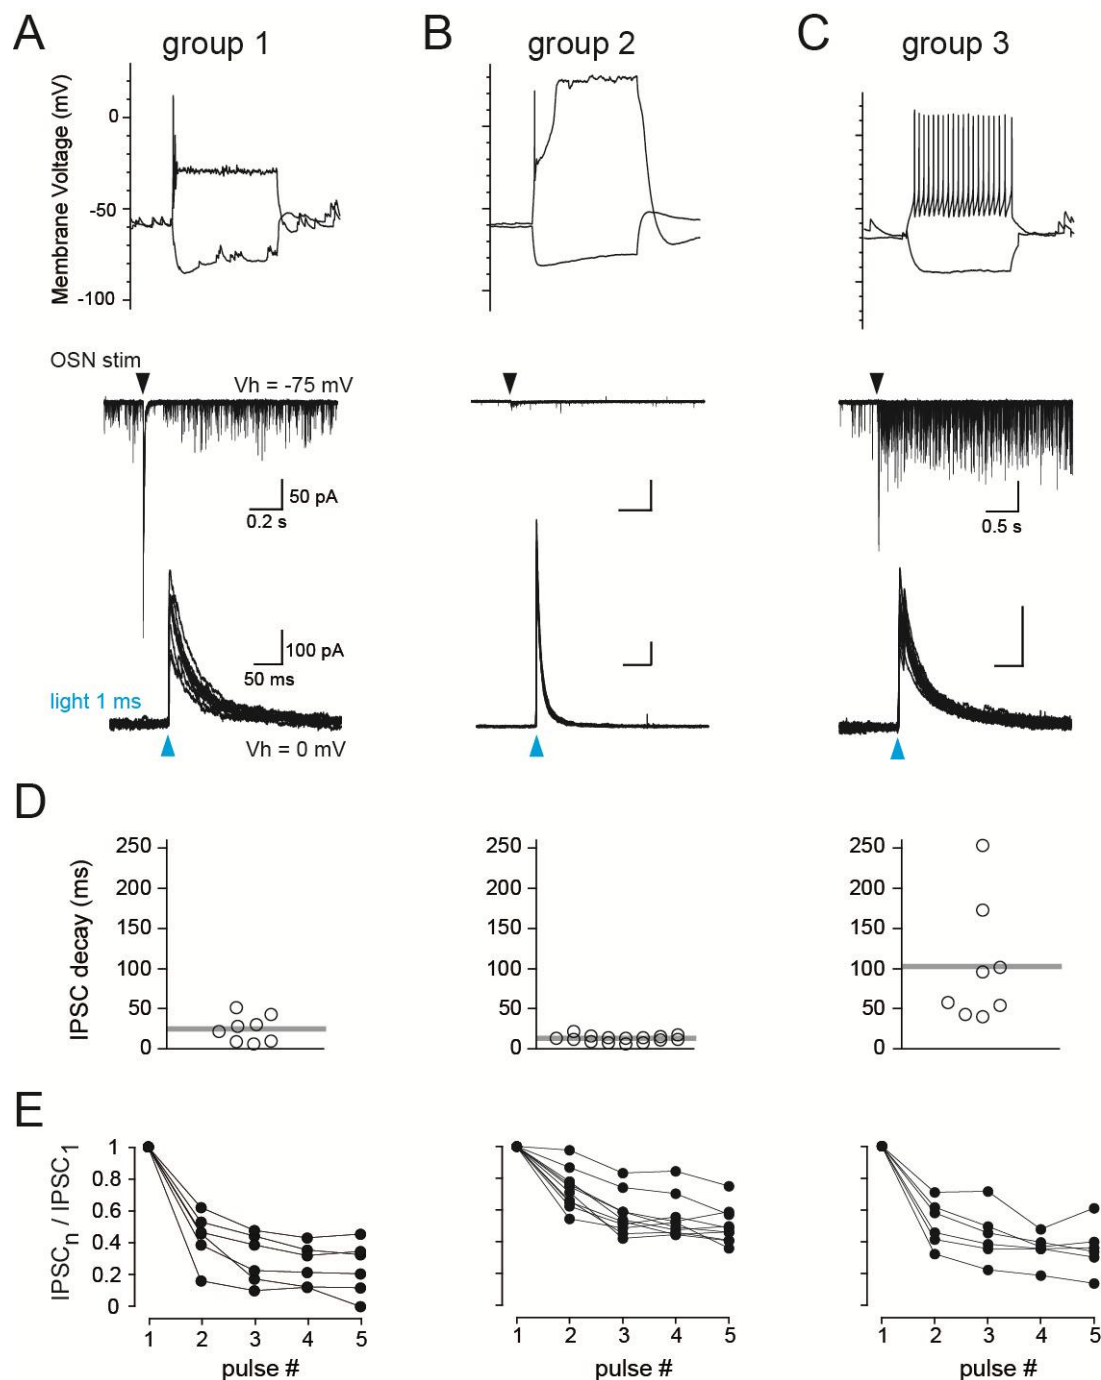 A group 1
B group 2
C group 3
Membrane Voltage (mV)
0
-50
-100
OSN stim
Vh = -75 mV
50 pA
0.2 s
0.5 s
100 pA
50 ms
light 1 ms
Vh = 0 mV
D
IPSC decay (ms)
250
200
150
100
50
0
250
200
150
100
50
0
250
200
150
100
50
0
E
IPSCn / IPSC1
1
0.8
0.6
0.4
0.2
0
1 2 3 4 5
pulse #
1 2 3 4 5
pulse #
1 2 3 4 5
pulse #